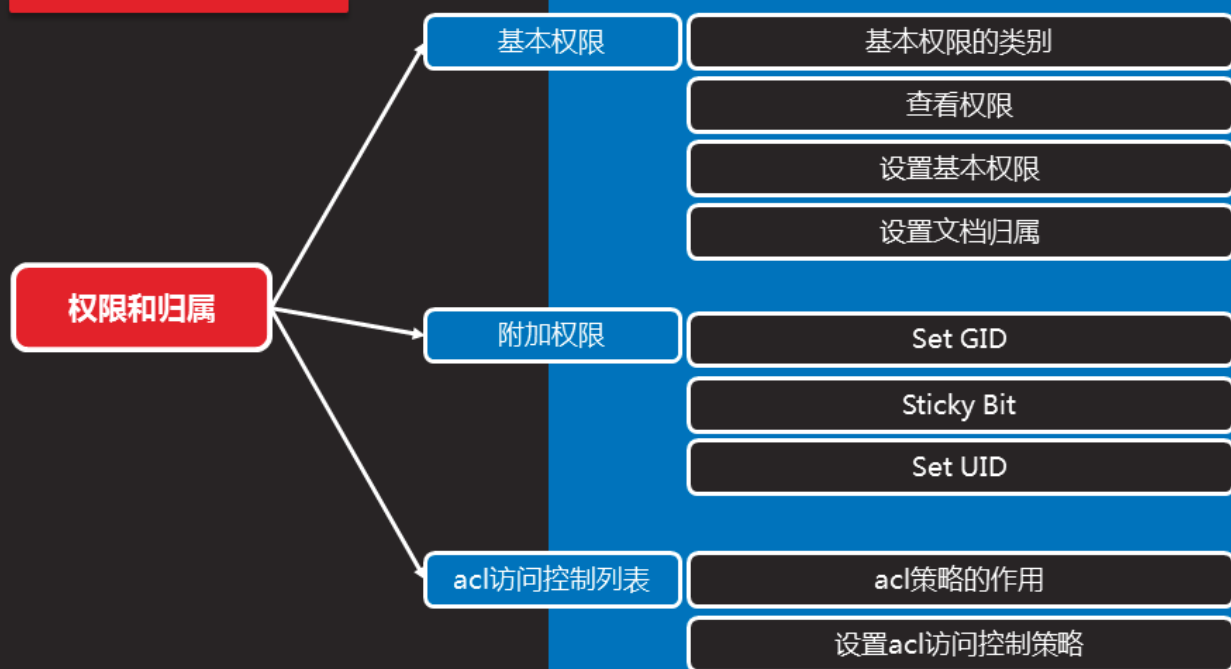 权限和归属
基本权限
基本权限的类别
查看权限
设置基本权限
设置文档归属
附加权限
Set GID
Sticky Bit
Set UID
acl访问控制列表
acl策略的作用
设置acl访问控制策略